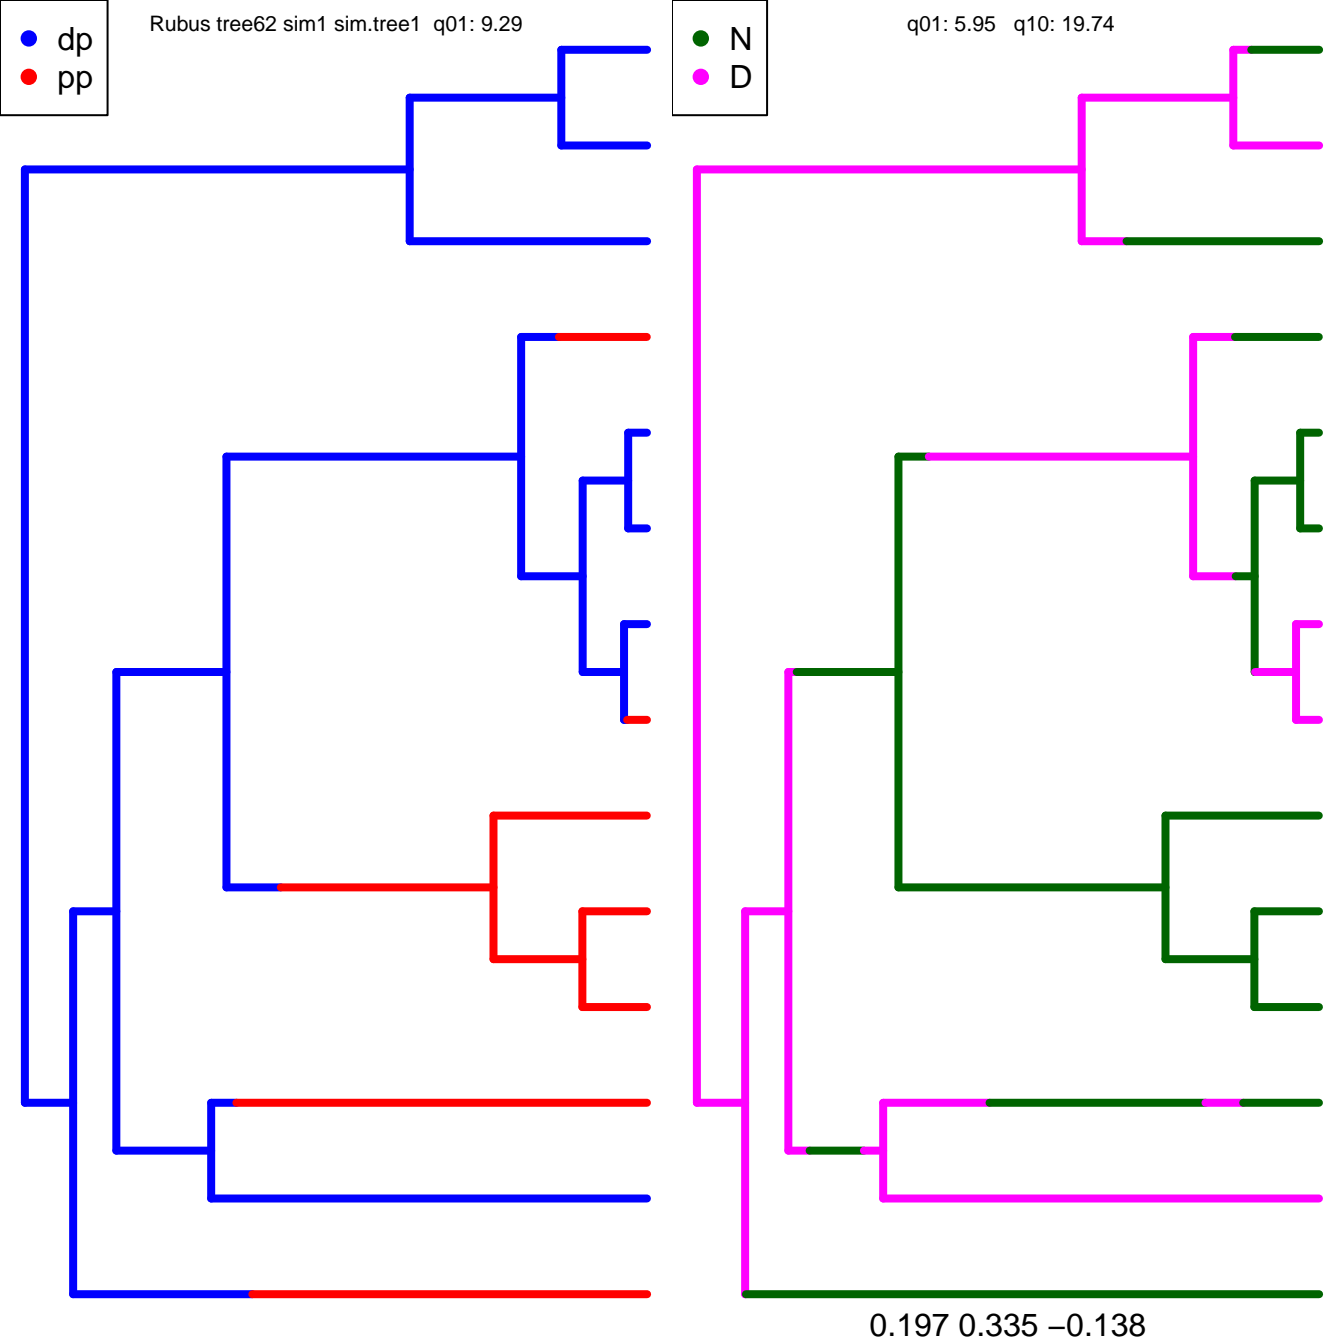 dp
pp
Rubus tree62 sim1 sim.tree1 q01: 9.29
N
D
q01: 5.95 q10: 19.74
0.197 0.335 −0.138